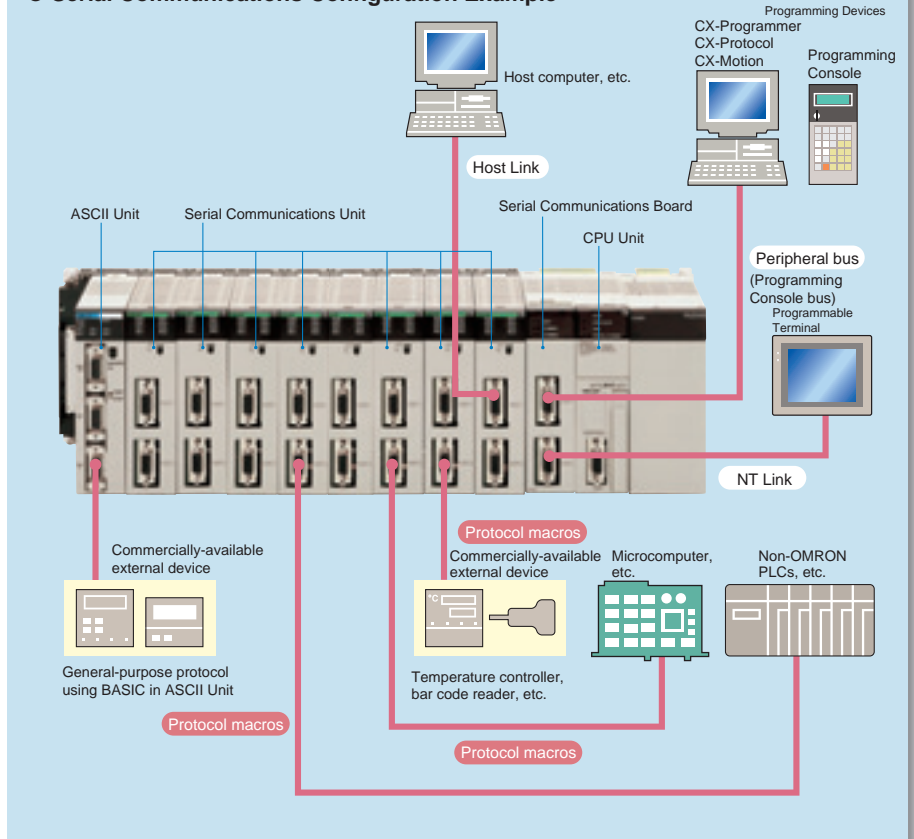 Serial Communications Configuration Example
Programming Devices
CX-Programmer
CX-Protocol
CX-Motion
Programming
Console
Host computer, etc.
Host Link
ASCII Unit
Serial Communications Unit
Serial Communications Board
CPU Unit
Peripheral bus
(Programming
Console bus)
Programmable
Terminal
NT Link
Protocol macros
Commercially-available
external device
Commercially-available
external device
°C
Microcomputer,
etc.
Non-OMRON
PLCs, etc.
General-purpose protocol
using BASIC in ASCII Unit
Temperature controller,
bar code reader, etc.
Protocol macros
Protocol macros